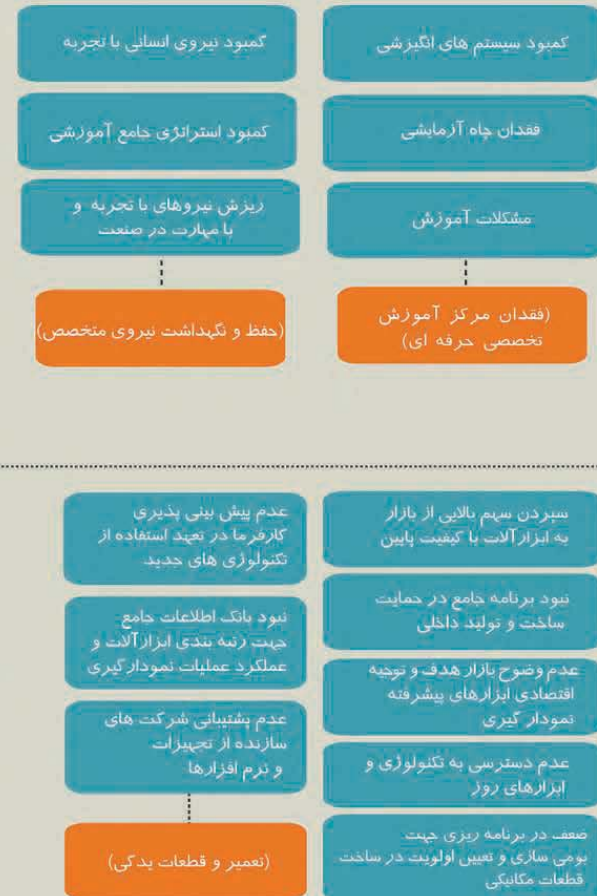 کمبود سیستم های انگیزشی
فقدان چاه آزمایشی
مشکلات آموزش
(فقدان مرکز آموزش
تخصصی حرفه ای)
کمبود نیروی انسانی با تجربه
کمبود استراتژی جامع آموزشی
ریزش نیروهای با تجربه و
با مهارت در صنعت
(حفظ و نگهداشت نیروی متخصص)
سپردن سهم بالایی از بازار
به ابزارآلات با کیفیت پایین
نبود برنامه جامع در حمایت
ساخت و تولید داخلی
عدم وضوح بازار هدف و توجیه
اقتصادی ابزارهای پیشرفته
نمودار گیری
عدم دسترسی به تکنولوژی و
ابزارهای روز
ضعف در برنامه ریزی جهت
بومی سازی و تعیین اولویت در ساخت
قطعات مکانیکی
عدم پیش بینی پذیری
کارفرما در تعهد استفاده از
تکنولوژی های جدید
نبود بانک اطلاعات جامع
جهت رتبه بندی ابزارآلات و
عملکرد عملیات نمودارگیری
عدم پشتیبانی شرکت های
سازنده از تجهیزات
و نرم افزارها
(تعمیر و قطعات یدکی)